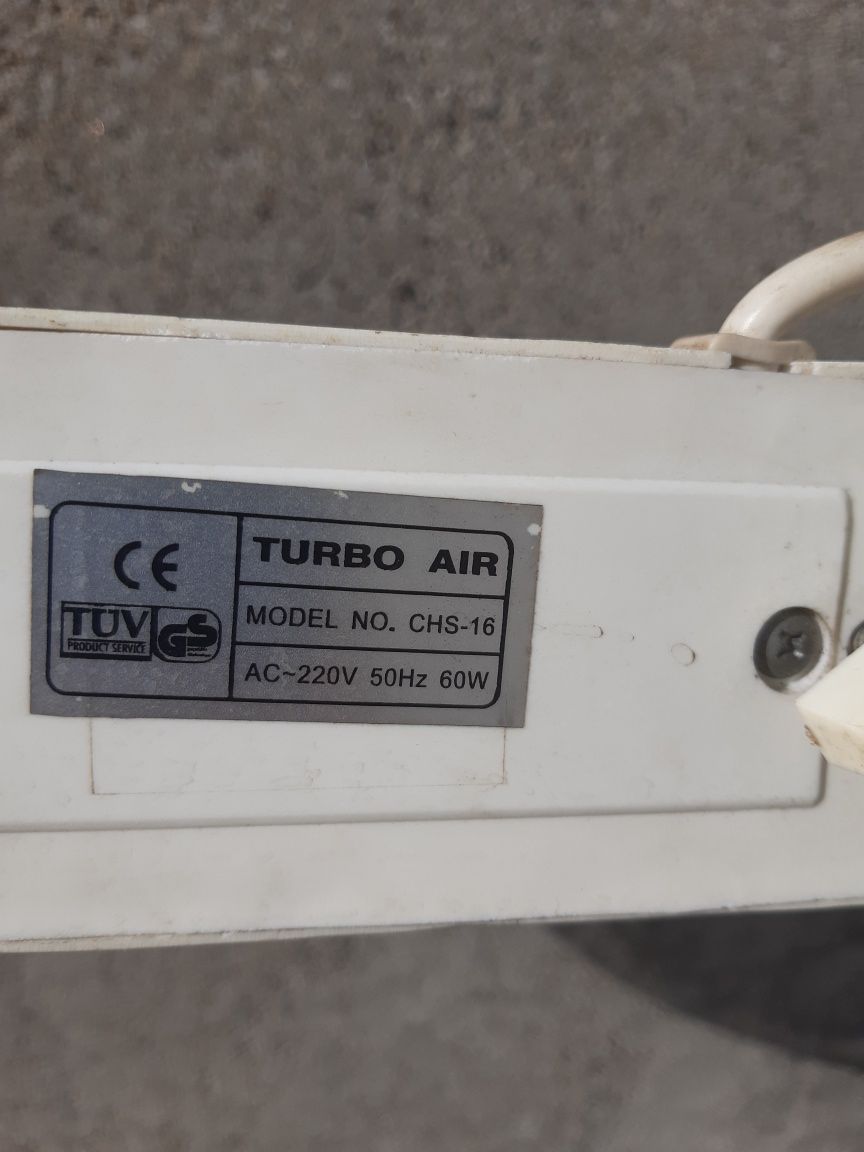 CE
TÜV
PRODUCT SERVICE
GS
TURBO AIR
MODEL NO. CHS-16
AC~220V 50Hz 60W